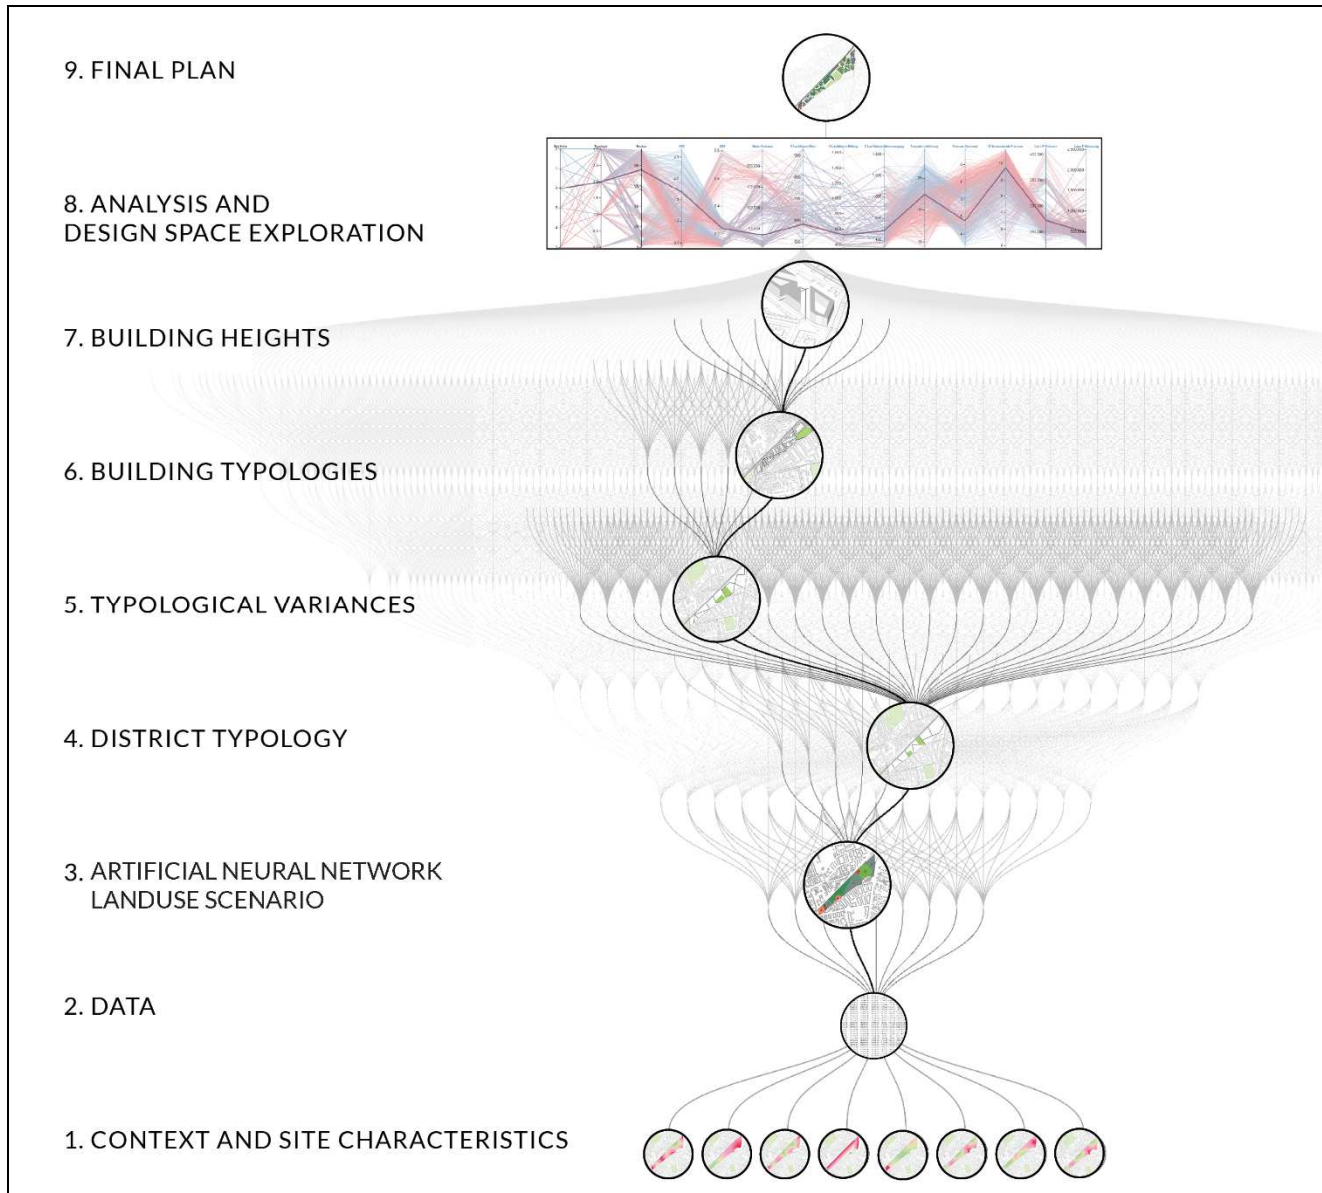 9. FINAL PLAN
8. ANALYSIS AND
DESIGN SPACE EXPLORATION
7. BUILDING HEIGHTS
6. BUILDING TYPOLOGIES
5. TYPOLOGICAL VARIANCES
4. DISTRICT TYPOLOGY
3. ARTIFICIAL NEURAL NETWORK
LANDUSE SCENARIO
2. DATA
1. CONTEXT AND SITE CHARACTERISTICS